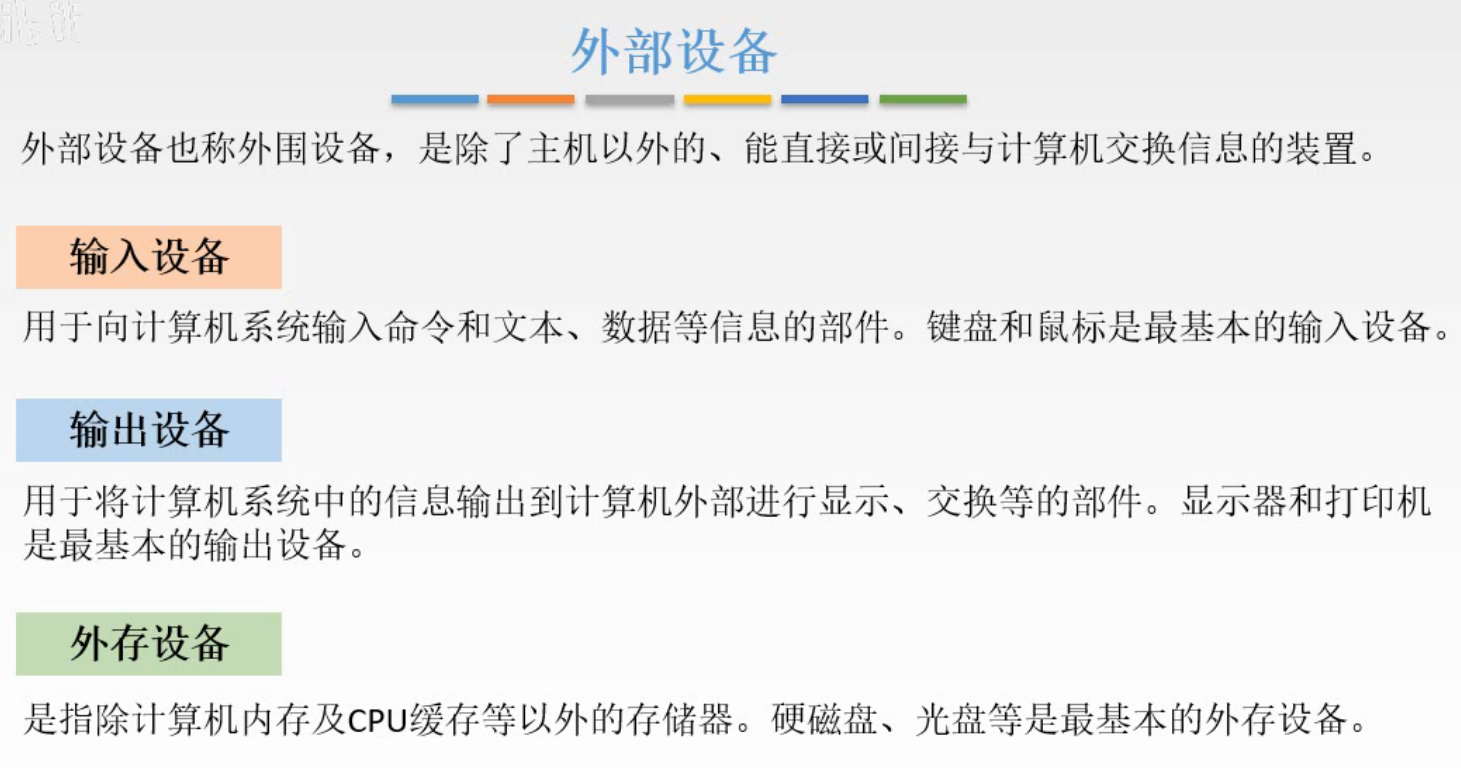 外部设备
外部设备也称外围设备，是除了主机以外的、能直接或间接与计算机交换信息的装置。
输入设备
用于向计算机系统输入命令和文本、数据等信息的部件。键盘和鼠标是最基本的输入设备。
输出设备
用于将计算机系统中的信息输出到计算机外部进行显示、交换等的部件。显示器和打印机
是最基本的输出设备。
外存设备
是指除计算机内存及CPU缓存等以外的存储器。硬磁盘、光盘等是最基本的外存设备。